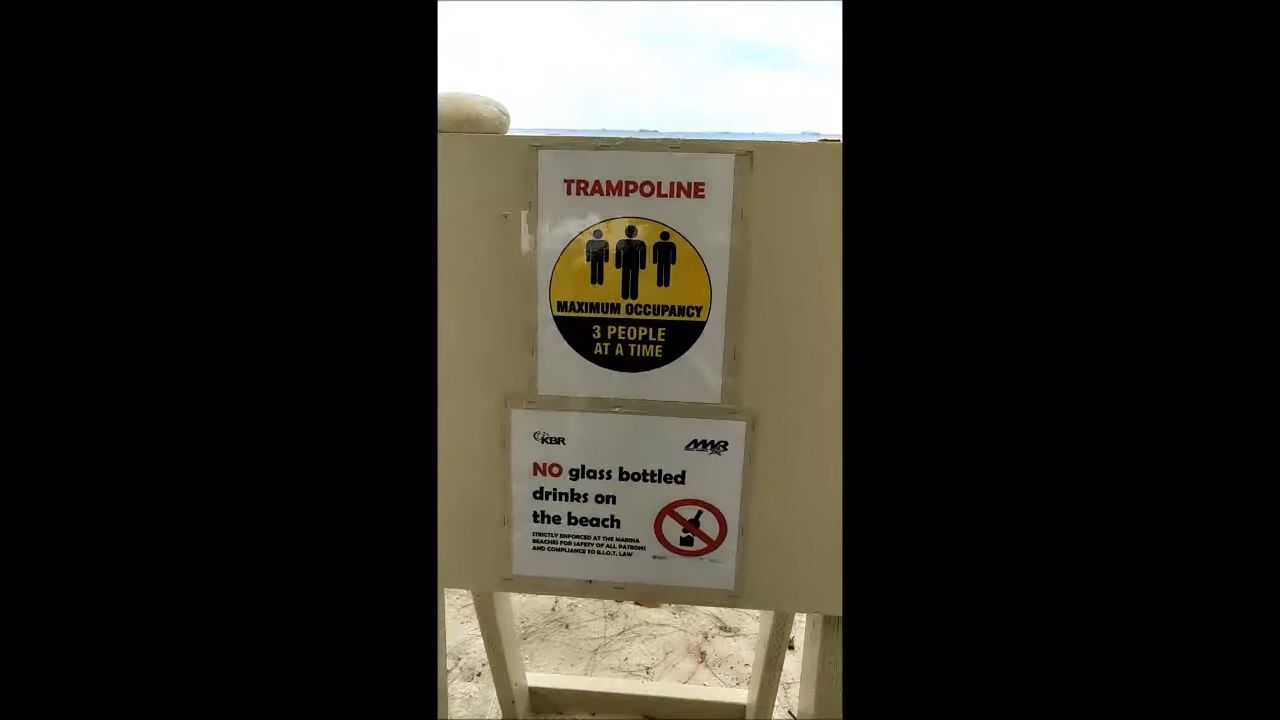 TRAMPOLINE
MAXIMUM OCCUPANCY
3 PEOPLE
AT A TIME
KBR
MWR
NO glass bottled
drinks on
the beach
STRICTLY ENFORCED AT THE MARINA
BEACHES FOR SAFETY OF ALL PATRONS
AND COMPLIANCE TO B.I.O.T. LAW